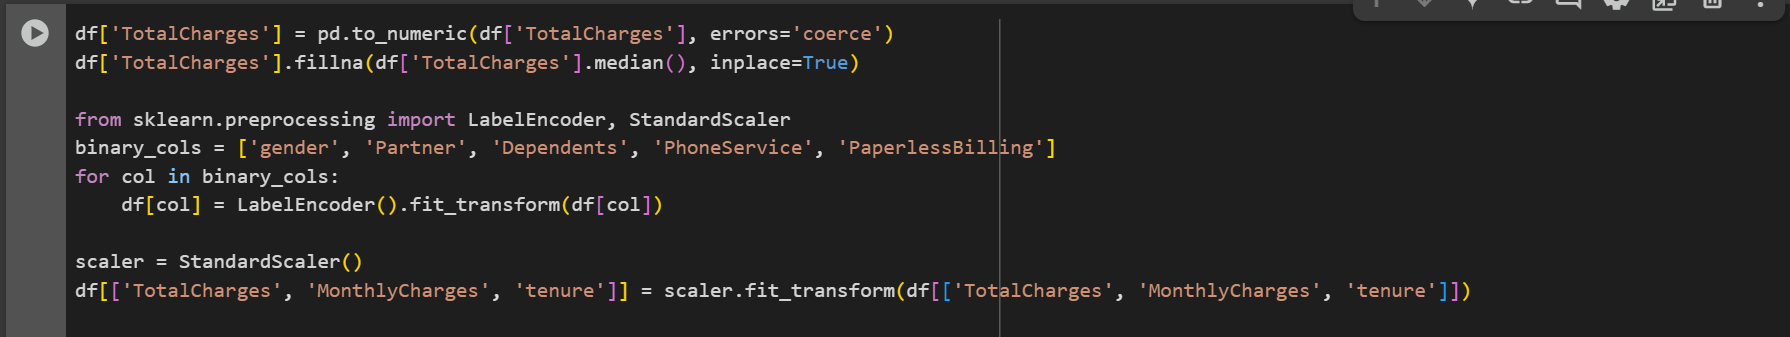 df['TotalCharges'] = pd.to_numeric(df['TotalCharges'], errors='coerce')
df['TotalCharges'].fillna(df['TotalCharges'].median(), inplace=True)

from sklearn.preprocessing import LabelEncoder, StandardScaler
binary_cols = ['gender', 'Partner', 'Dependents', 'PhoneService', 'PaperlessBilling']
for col in binary_cols:
    df[col] = LabelEncoder().fit_transform(df[col])

scaler = StandardScaler()
df[['TotalCharges', 'MonthlyCharges', 'tenure']] = scaler.fit_transform(df[['TotalCharges', 'MonthlyCharges', 'tenure']])